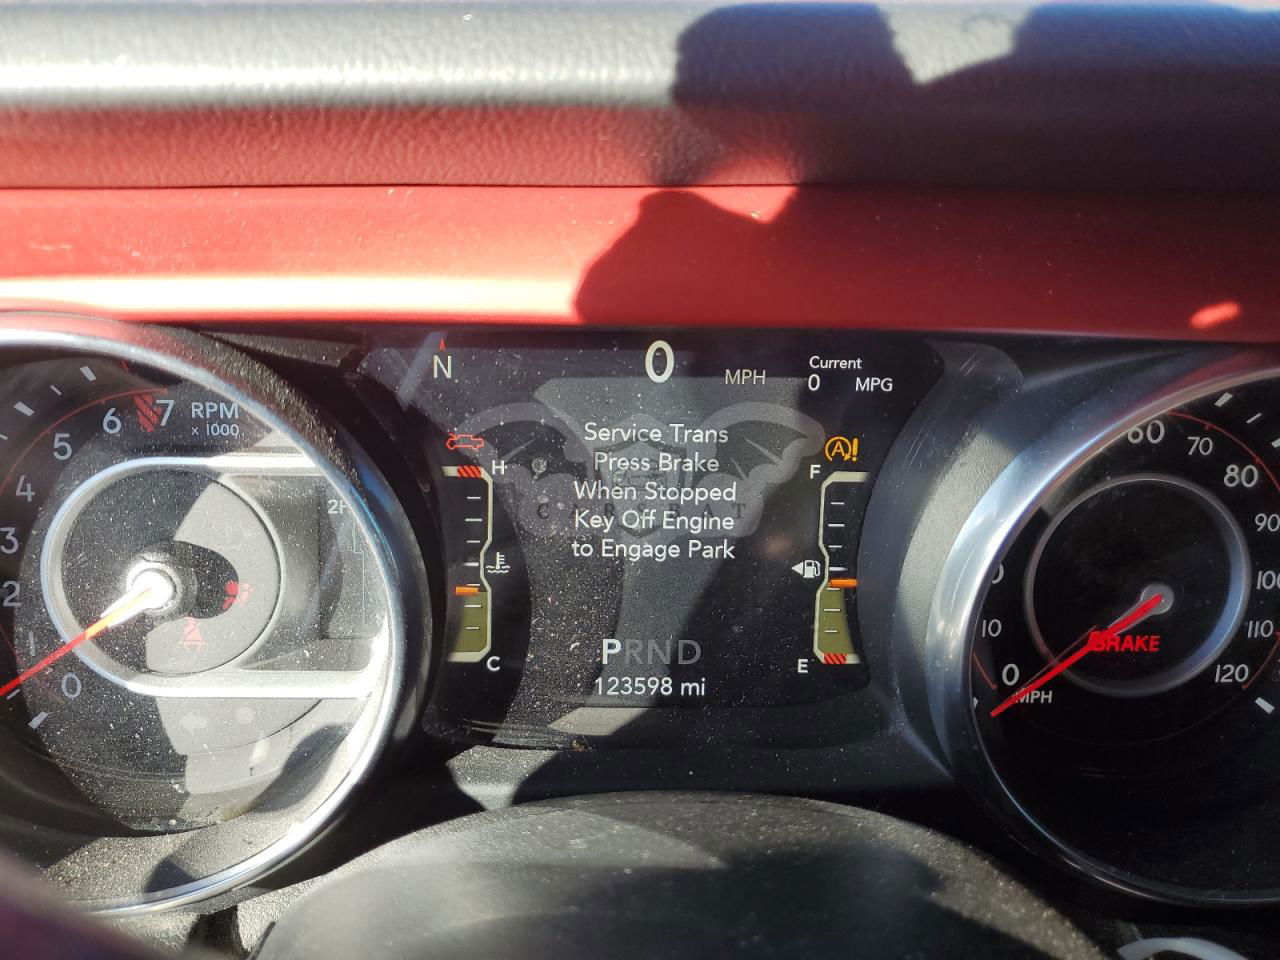 N
0
MPH
Current
0 MPG
Service Trans
Press Brake
When Stopped
Key Off Engine
to Engage Park
CARBBAT
PRND
123598 mi
H
C
F
E
A!
7 RPM
x 1000
6
5
4
3
2
1
0
60
70
80
90
100
110
120
10
0
MPH
BRAKE